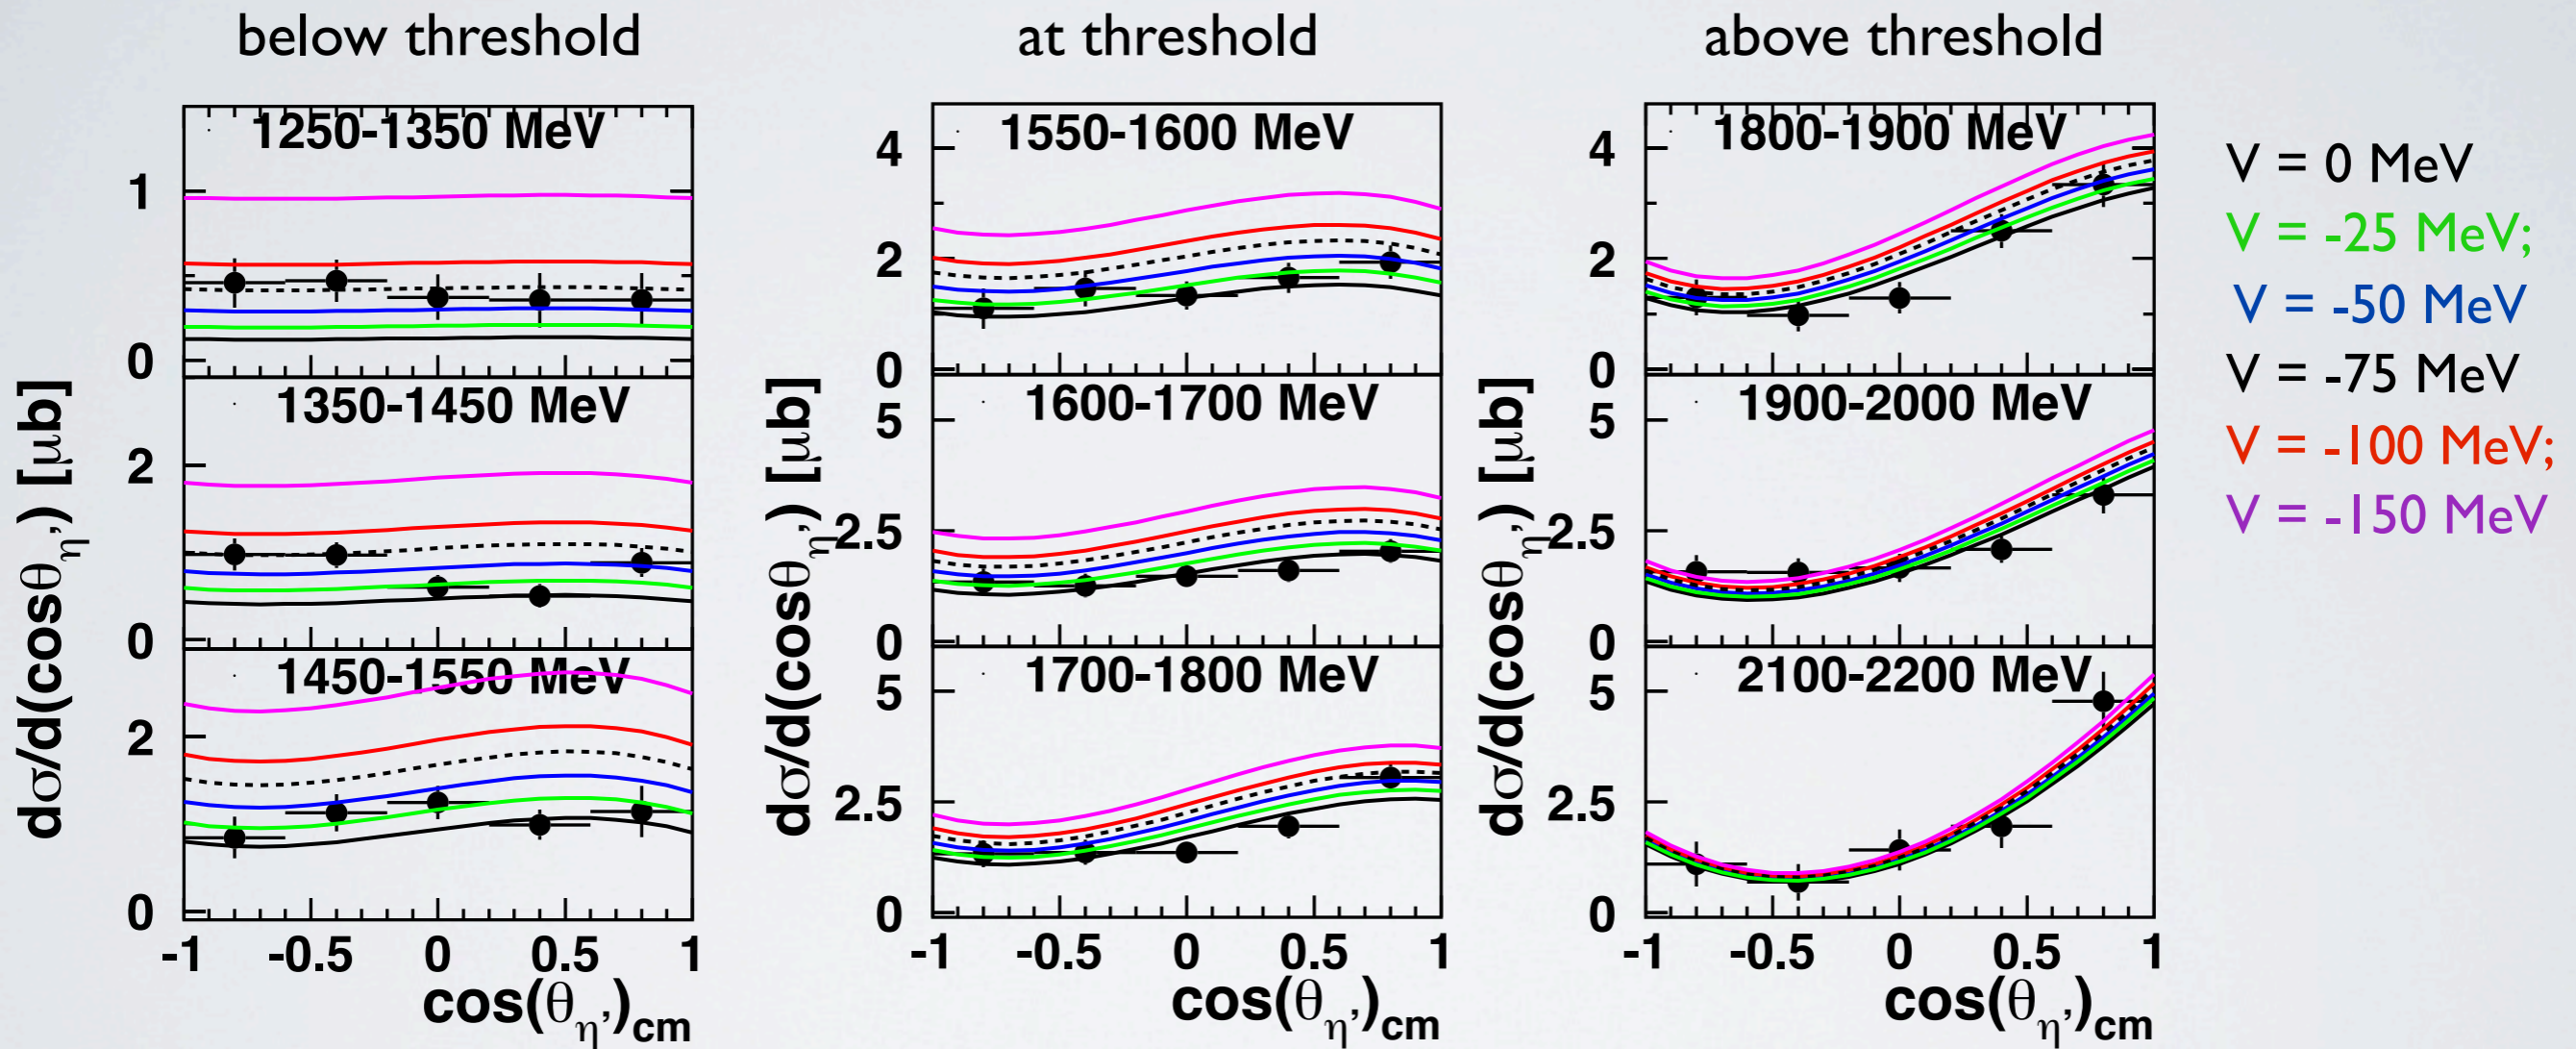 below threshold
at threshold
above threshold
1250-1350 MeV
1
0
1350-1450 MeV
2
0
1450-1550 MeV
2
0
-1 -0.5 0 0.5 1
dσ/d(cosθη') [μb]
cos(θη')cm
1550-1600 MeV
4
2
0
1600-1700 MeV
5
2.5
0
1700-1800 MeV
5
2.5
0
-1 -0.5 0 0.5 1
dσ/d(cosθη') [μb]
cos(θη')cm
1800-1900 MeV
4
2
0
1900-2000 MeV
5
2.5
0
2100-2200 MeV
5
2.5
0
-1 -0.5 0 0.5 1
dσ/d(cosθη') [μb]
cos(θη')cm
V = 0 MeV
V = -25 MeV;
V = -50 MeV
V = -75 MeV
V = -100 MeV;
V = -150 MeV